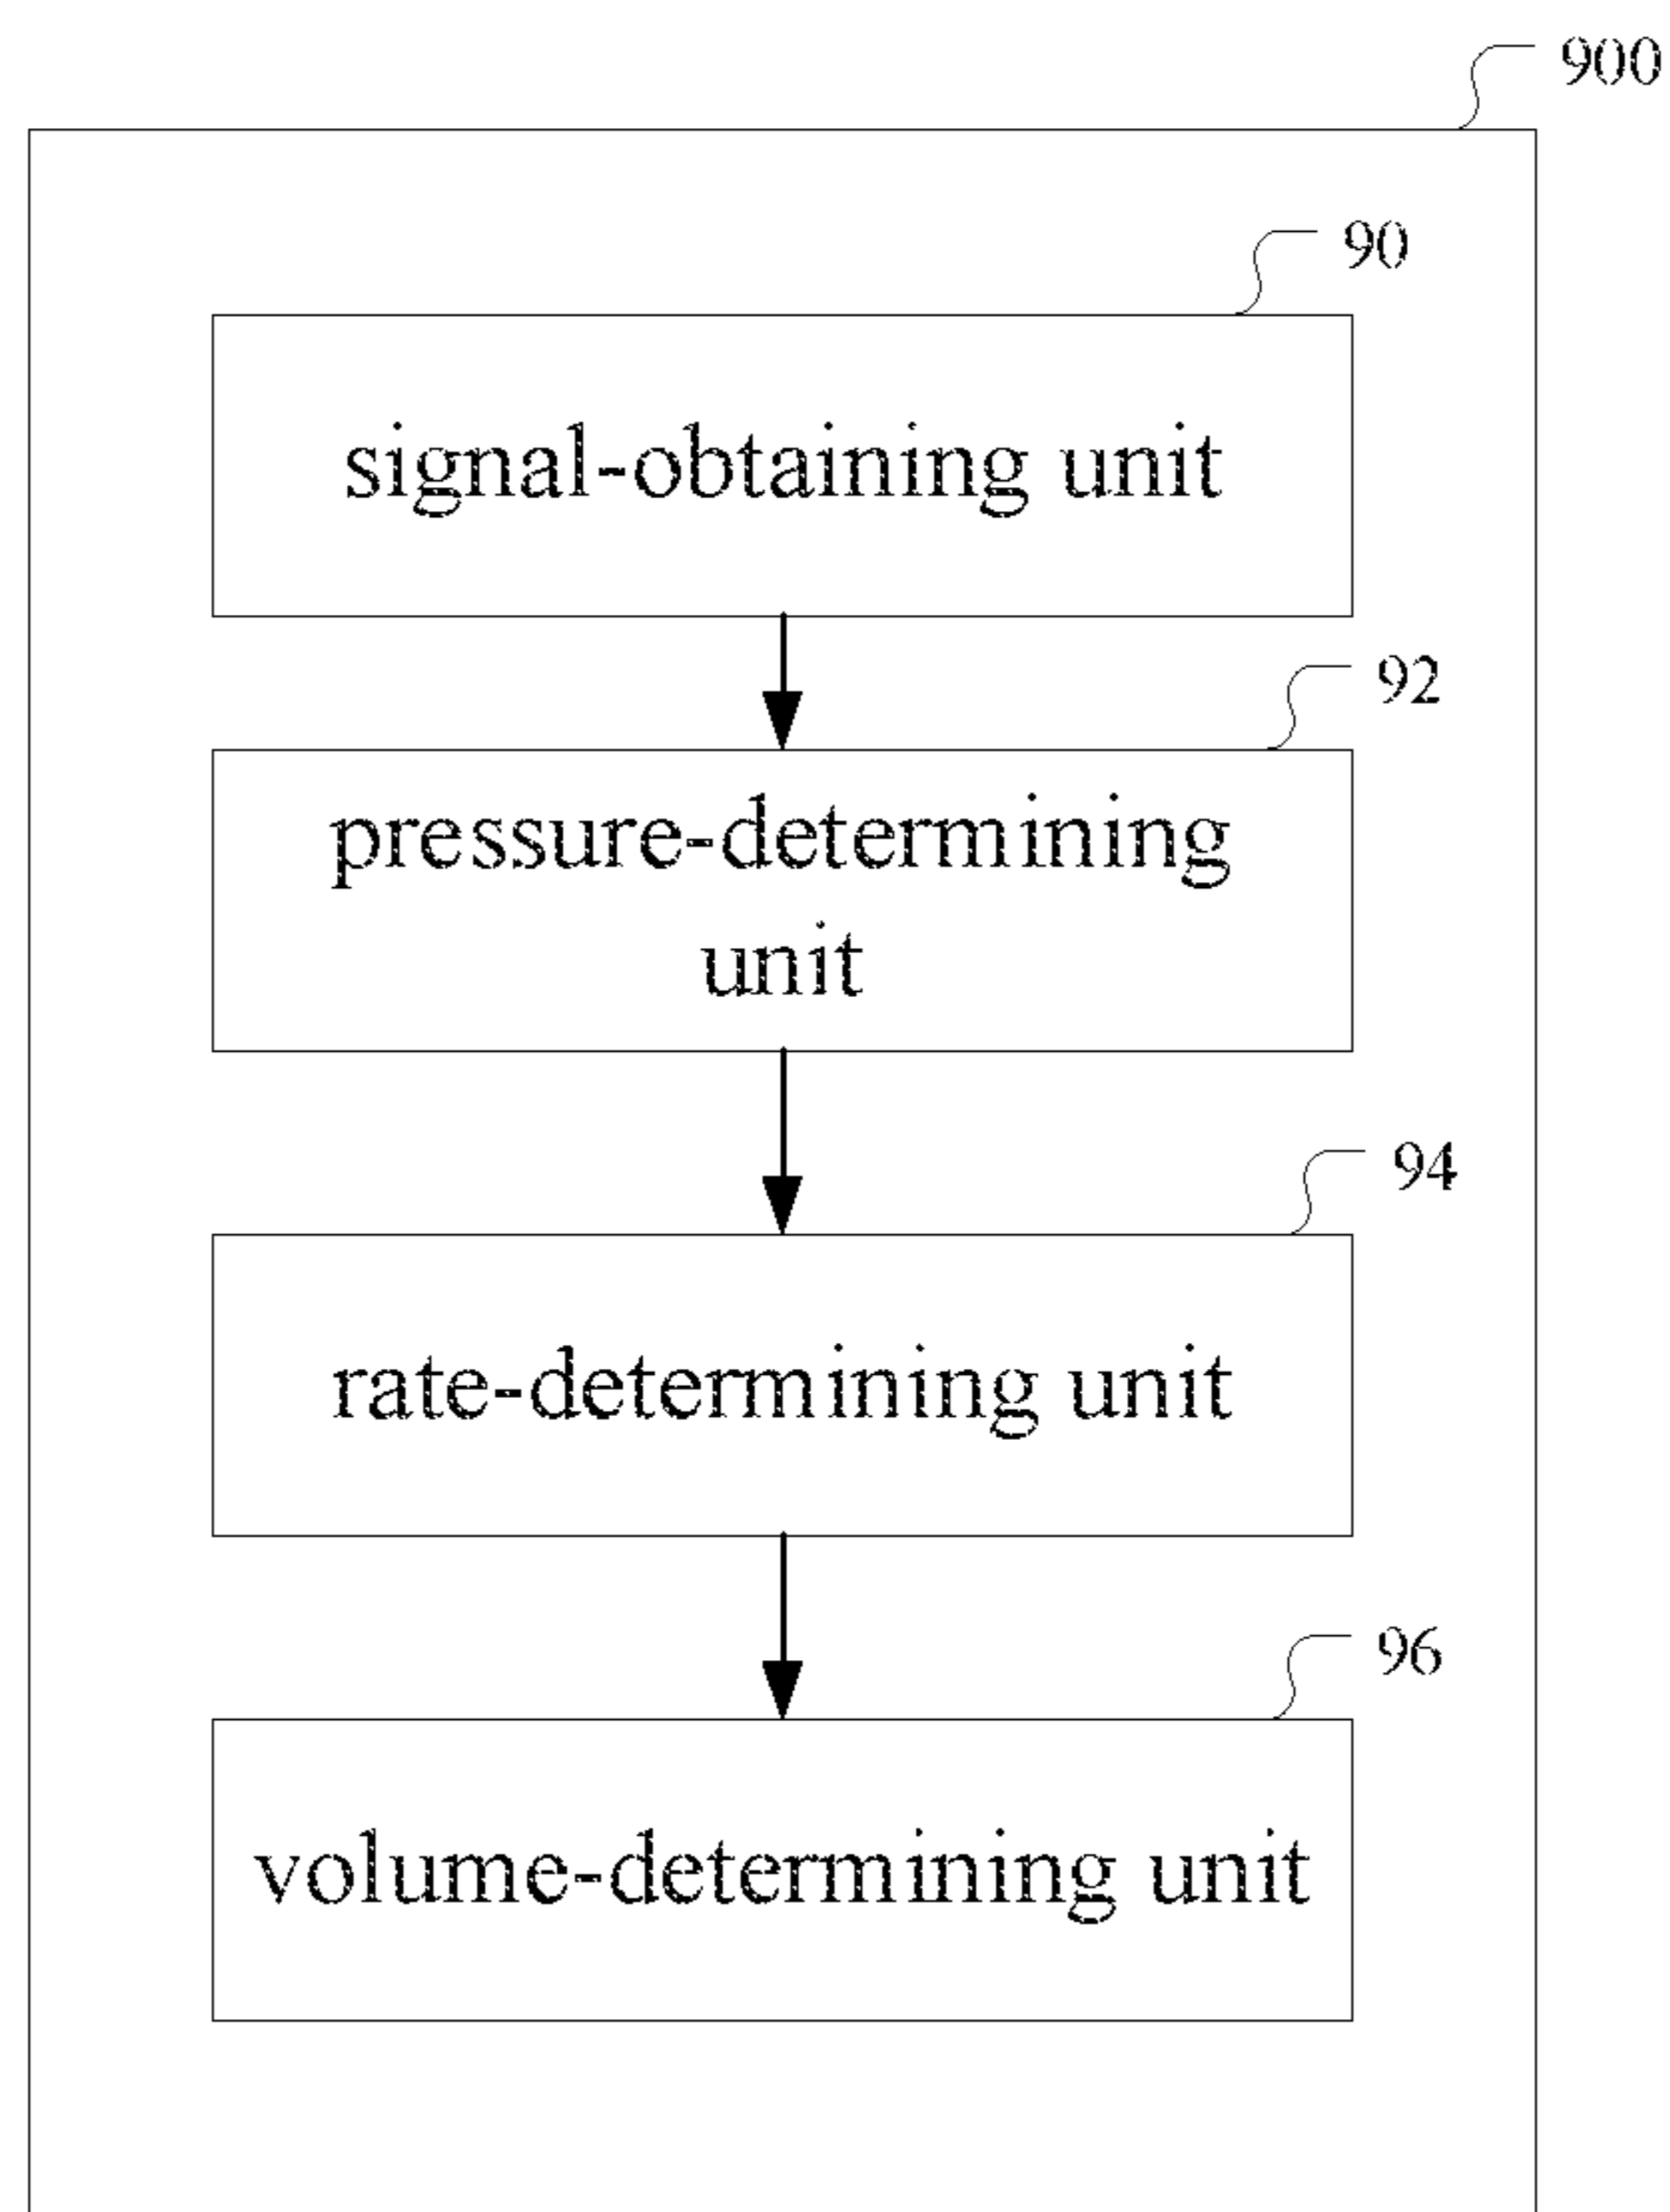 900
90
signal-obtaining unit
92
pressure-determining
unit
94
rate-determining unit
96
volume-determining unit